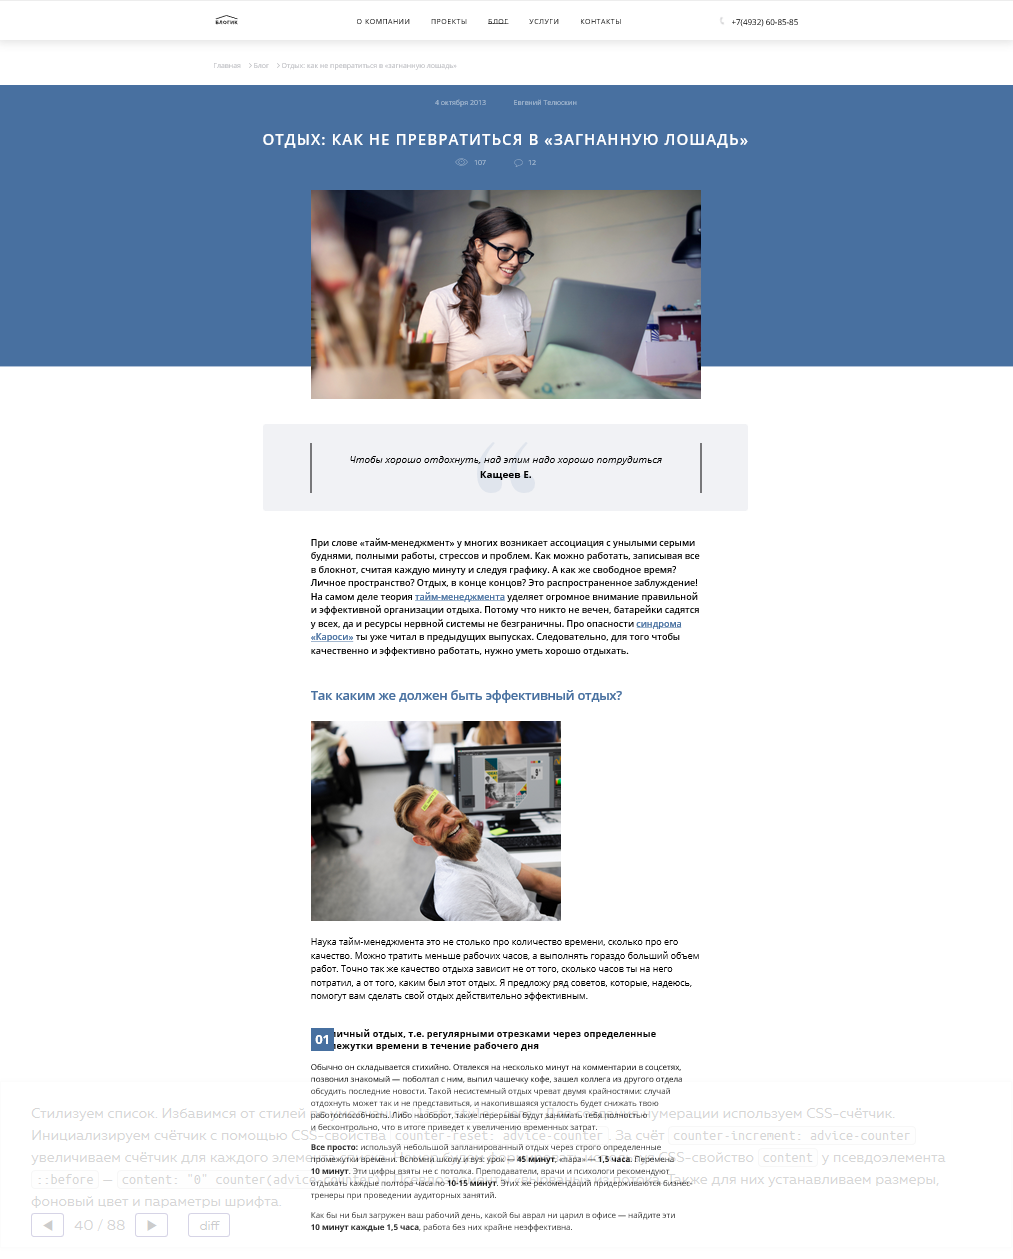 БЛОГИК
О КОМПАНИИ ПРОЕКТЫ БЛОГ УСЛУГИ КОНТАКТЫ
+7(4932) 60-85-85
Главная > Блог > Отдых: как не превратиться в «загнанную лошадь»
4 октября 2013 Евгений Телюскин
ОТДЫХ: КАК НЕ ПРЕВРАТИТЬСЯ В «ЗАГНАННУЮ ЛОШАДЬ»
107 12
Чтобы хорошо отдохнуть, над этим надо хорошо потрудиться
Кащеев Е.
При слове «тайм-менеджмент» у многих возникает ассоциация с унылыми серыми
буднями, полными работы, стрессов и проблем. Как можно работать, записывая все
в блокнот, считая каждую минуту и следуя графику. А как же свободное время?
Личное пространство? Отдых, в конце концов? Это распространенное заблуждение!
На самом деле теория тайм-менеджмента уделяет огромное внимание правильной
и эффективной организации отдыха. Потому что никто не вечен, батарейки садятся
у всех, да и ресурсы нервной системы не безграничны. Про опасности синдрома
«Кароси» ты уже читал в предыдущих выпусках. Следовательно, для того чтобы
качественно и эффективно работать, нужно уметь хорошо отдыхать.
Так каким же должен быть эффективный отдых?
Наука тайм-менеджмента это не столько про количество времени, сколько про его
качество. Можно тратить меньше рабочих часов, а выполнять гораздо больший объем
работ. Точно так же качество отдыха зависит не от того, сколько часов ты на него
потратил, а от того, каким был этот отдых. Я предложу ряд советов, которые, надеюсь,
помогут вам сделать свой отдых действительно эффективным.
01 ичный отдых, т.е. регулярными отрезками через определенные
ежутки времени в течение рабочего дня
Обычно он складывается стихийно. Отвлекся на несколько минут на комментарии в соцсетях,
позвонил знакомый — поболтал с ним, выпил чашечку кофе, зашел коллега из другого отдела
обсудить последние новости. Такой несистемный отдых чреват двумя крайностями: случай
отдохнуть может так и не представиться, и накопившаяся усталость будет снижать твою
работоспособность. Либо наоборот, такие перерывы будут занимать тебя полностью
и бесконтрольно, что в итоге приведет к увеличению временных затрат.
Все просто: используй небольшой запланированный отдых через строго определенные
промежутки времени. Вспомни школу и вуз: урок — 45 минут, «пара» — 1,5 часа. Перемена
10 минут. Эти цифры взяты не с потолка. Преподаватели, врачи и психологи рекомендуют
отдыхать каждые полтора часа по 10-15 минут. Этих же рекомендаций придерживаются бизнес-
тренеры при проведении аудиторных занятий.
Как бы ни был загружен ваш рабочий день, какой бы аврал ни царил в офисе — найдите эти
10 минут каждые 1,5 часа, работа без них крайне неэффективна.
Стилизуем список. Избавимся от стилей нумерации используем CSS-счётчик.
Инициализируем счётчик с помощью CSS-свойства counter-reset: advice-counter. За счёт counter-increment: advice-counter
увеличиваем счётчик для каждого CSS-свойство content у псевдоэлемента
::before — content: "0" counter(advice-counter). Псевдоэлементы «вырваны» из потока, также для них устанавливаем размеры,
фоновый цвет и параметры шрифта.
◀ 40 / 88 ▶ diff